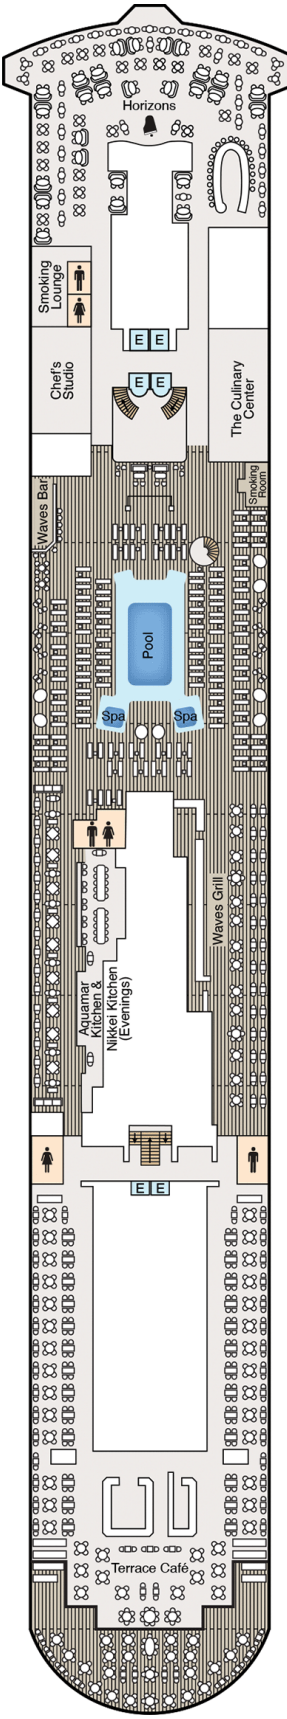 Horizons
Smoking
Lounge
E E
Chef's
Studio
E E
The Culinary
Center
Waves Bar
Smoking
Room
Pool
Spa
Spa
Waves Grill
Aquamar
Kitchen &
Nikkei Kitchen
(Evenings)
E E
Terrace Café